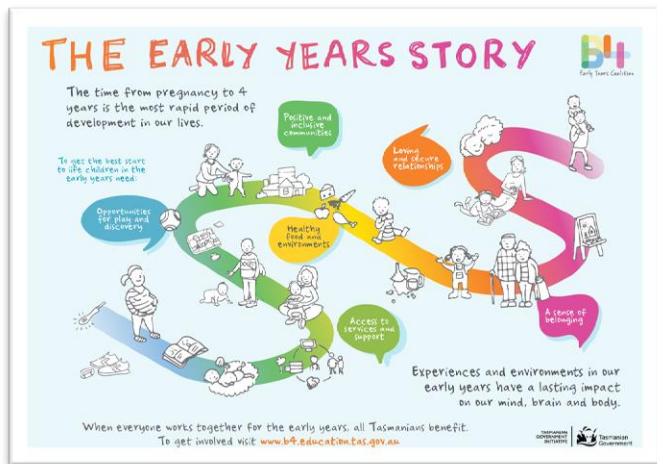 THE EARLY YEARS STORY
B4
Early Years Coalition
The time from pregnancy to 4
years is the most rapid period of
development in our lives.
To get the best start
to life children in the
early years need:
Positive and
inclusive
communities
Loving
and secure
relationships
Opportunities
for play and
discovery
Healthy
food and
environments
Access to
services and
support
A sense of
belonging
Experiences and environments in our
early years have a lasting impact
on our mind, brain and body.
When everyone works together for the early years, all Tasmanians benefit.
To get involved visit www.b4.education.tas.gov.au
TASMANIAN
GOVERNMENT
INITIATIVE
Tasmanian
Government